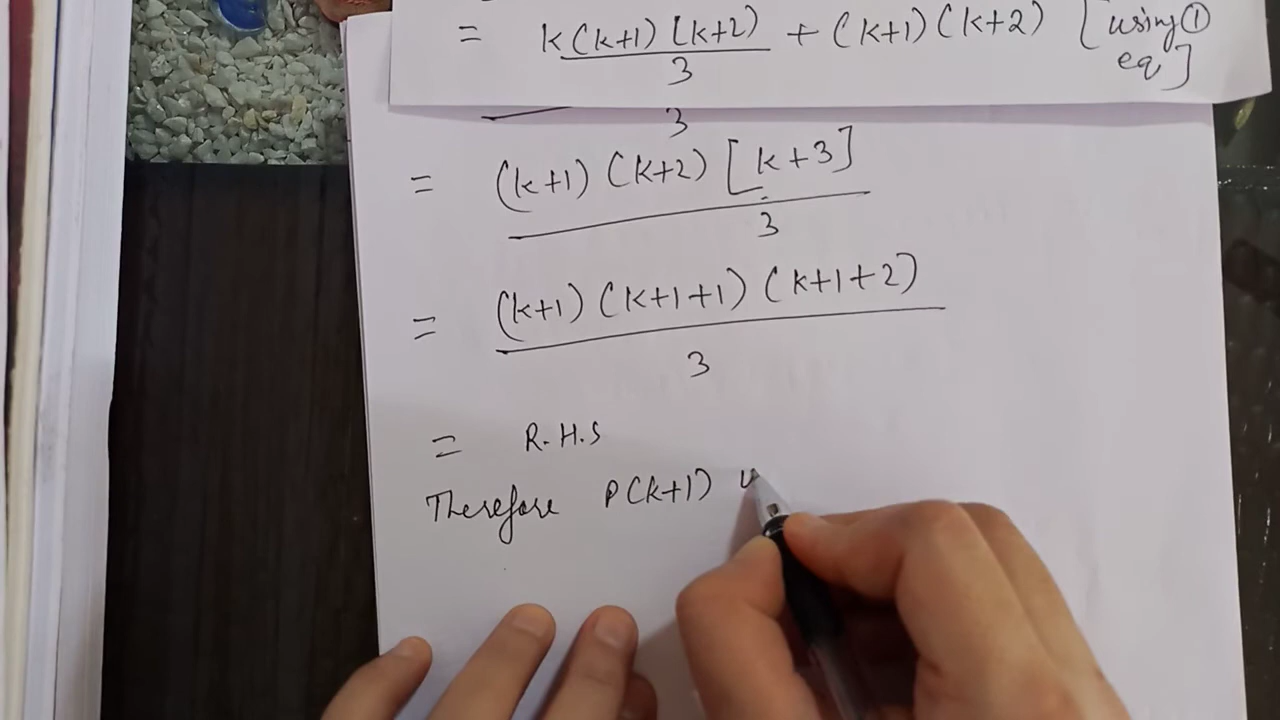 = k(k+1)(k+2)/3 + (k+1)(k+2) [using ① eq]
3
= (k+1)(k+2)[k+3]/3
= (k+1)(k+1+1)(k+1+2)/3
= R.H.S
Therefore P(k+1)